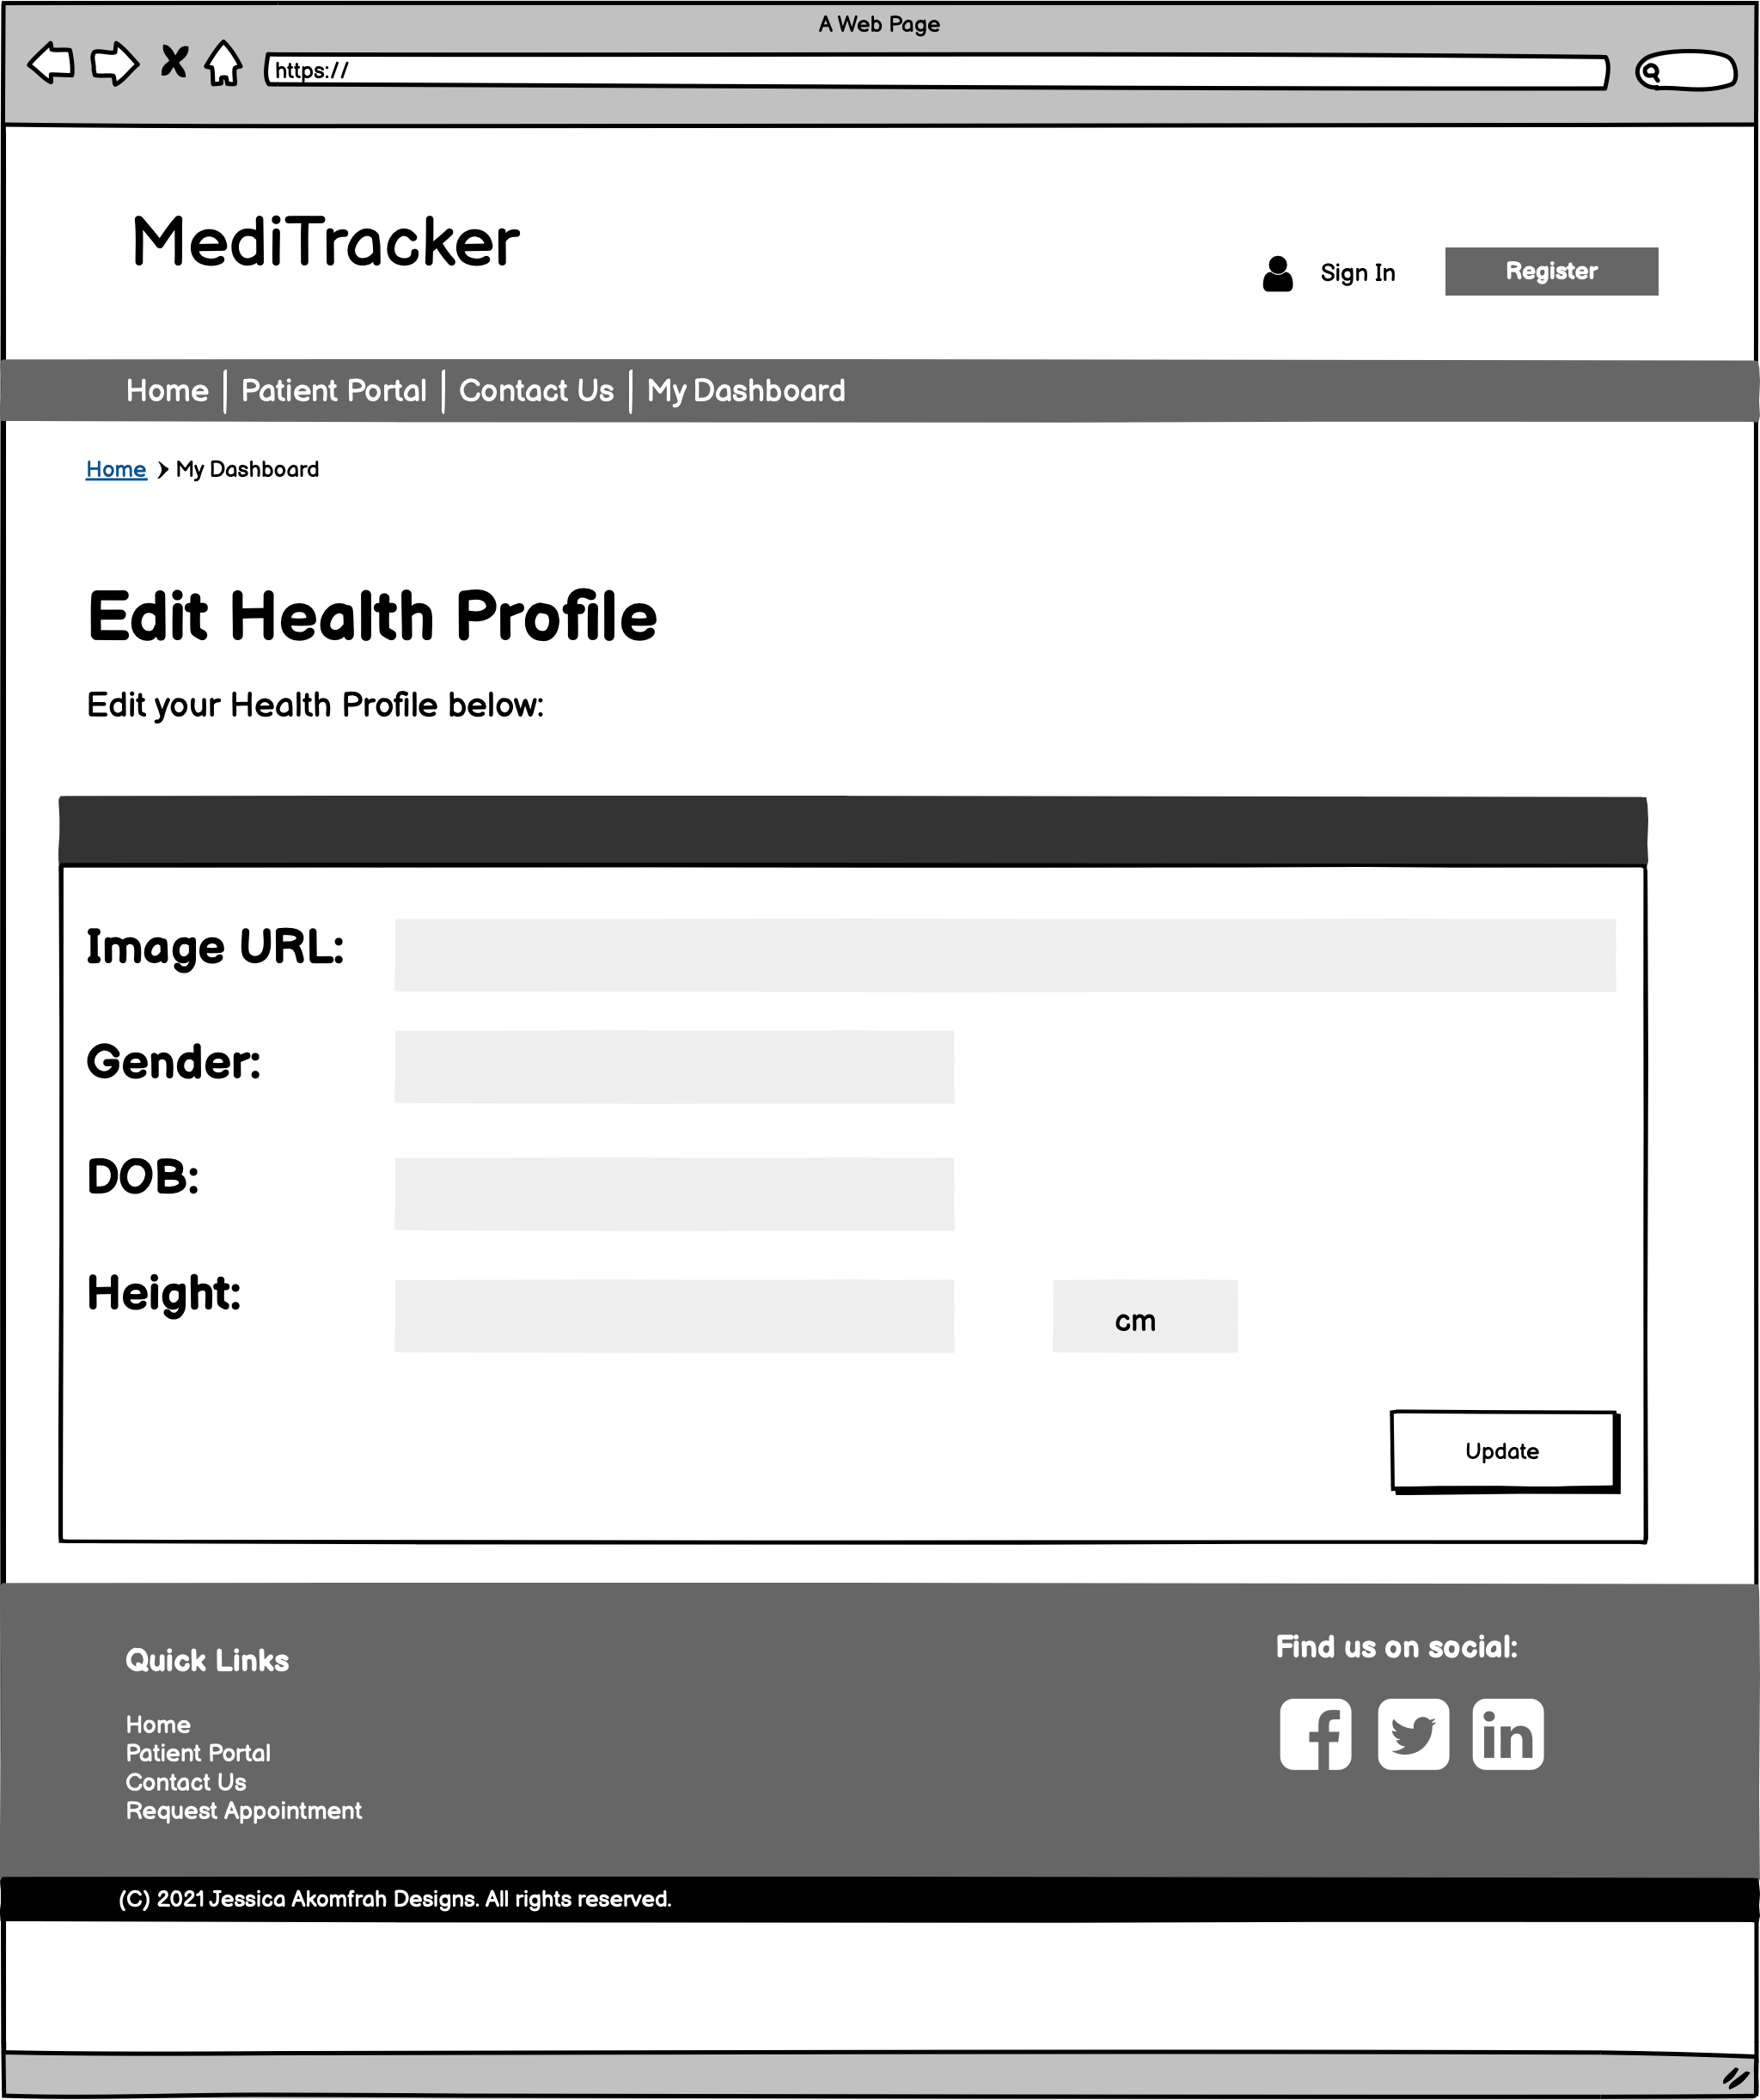 A Web Page
https://
MediTracker
Sign In
Register
Home
Patient Portal
Contact Us
My Dashboard
Home
My Dashboard
Edit Health Profile
Edit your Health Profile below:
Image URL:
Gender:
DOB:
Height:
cm
Update
Quick Links
Home
Patient Portal
Contact Us
Request Appointment
Find us on social:
(C) 2021 Jessica Akomfrah Designs. All rights reserved.